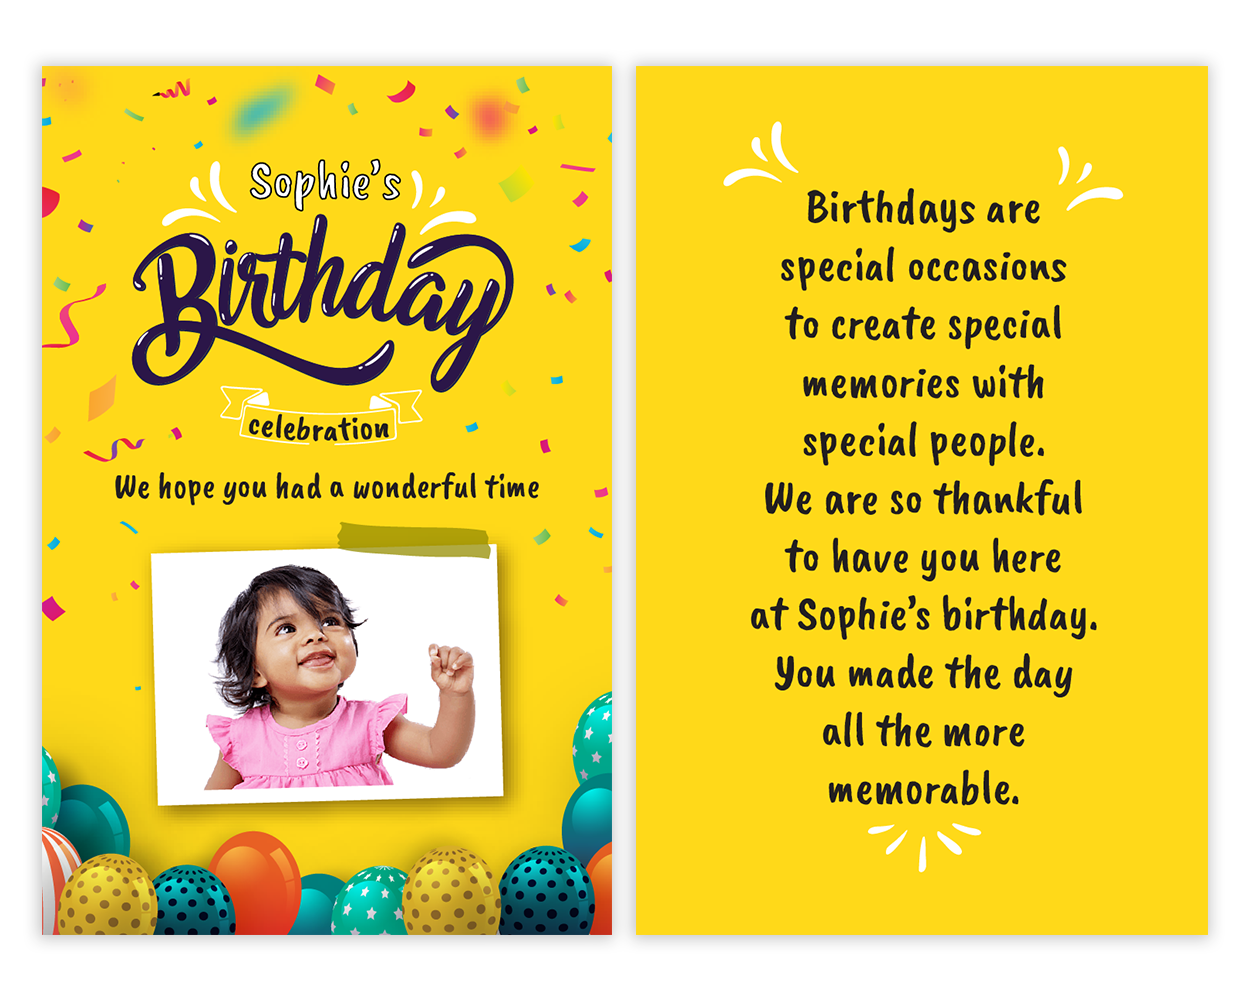 Sophie's
Birthday
celebration
We hope you had a wonderful time
Birthdays are
special occasions
to create special
memories with
special people.
We are so thankful
to have you here
at Sophie's birthday.
You made the day
all the more
memorable.